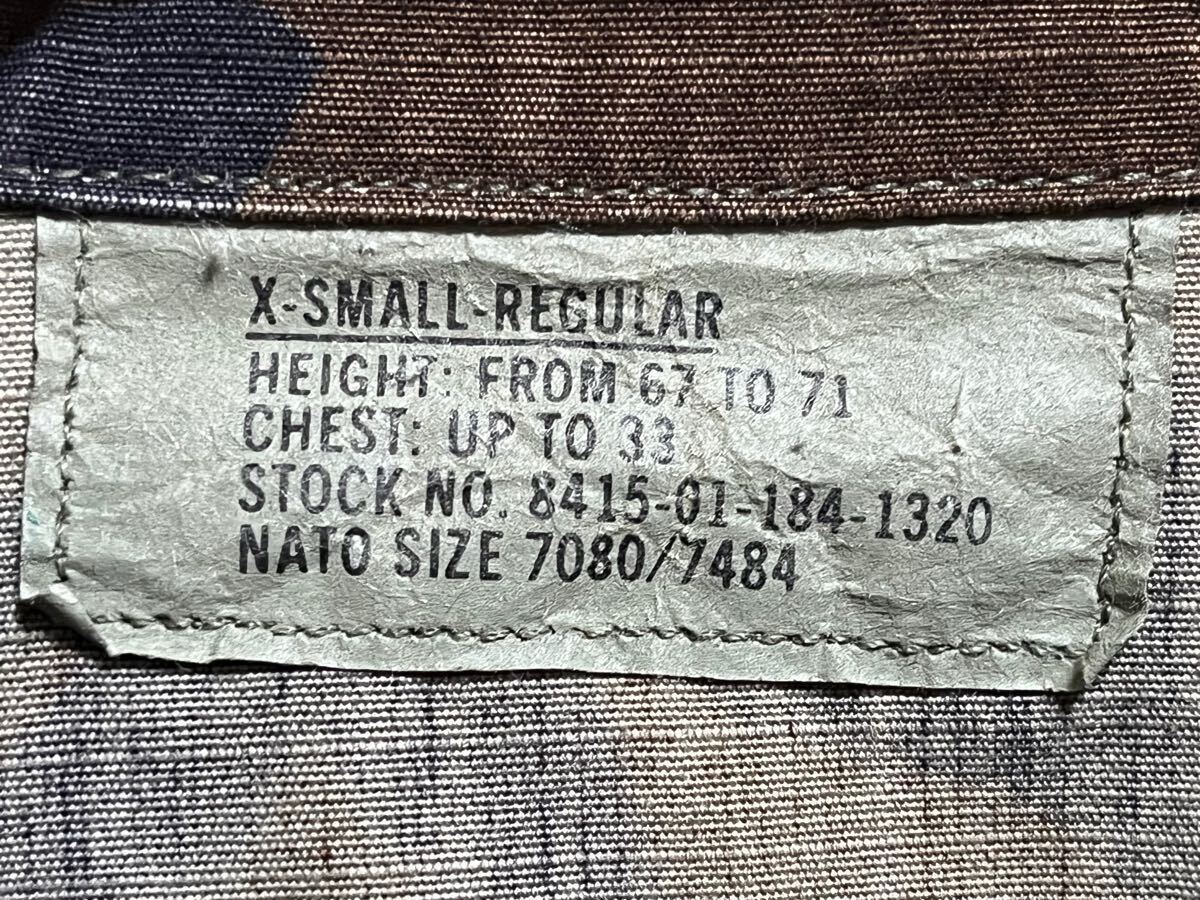 X-SMALL-REGULAR
HEIGHT: FROM 67 TO 71
CHEST: UP TO 33
STOCK NO. 8415-01-184-1320
NATO SIZE 7080/7484